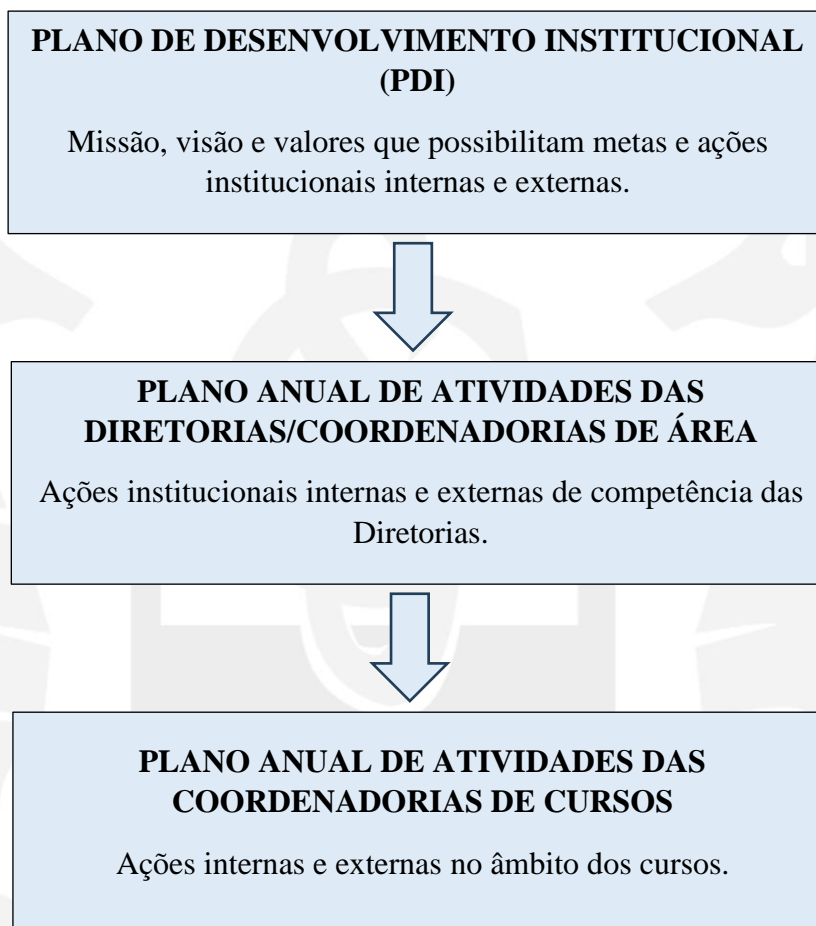 PLANO DE DESENVOLVIMENTO INSTITUCIONAL
(PDI)
Missão, visão e valores que possibilitam metas e ações
institucionais internas e externas.
PLANO ANUAL DE ATIVIDADES DAS
DIRETORIAS/COORDENADORIAS DE ÁREA
Ações institucionais internas e externas de competência das
Diretorias.
PLANO ANUAL DE ATIVIDADES DAS
COORDENADORIAS DE CURSOS
Ações internas e externas no âmbito dos cursos.